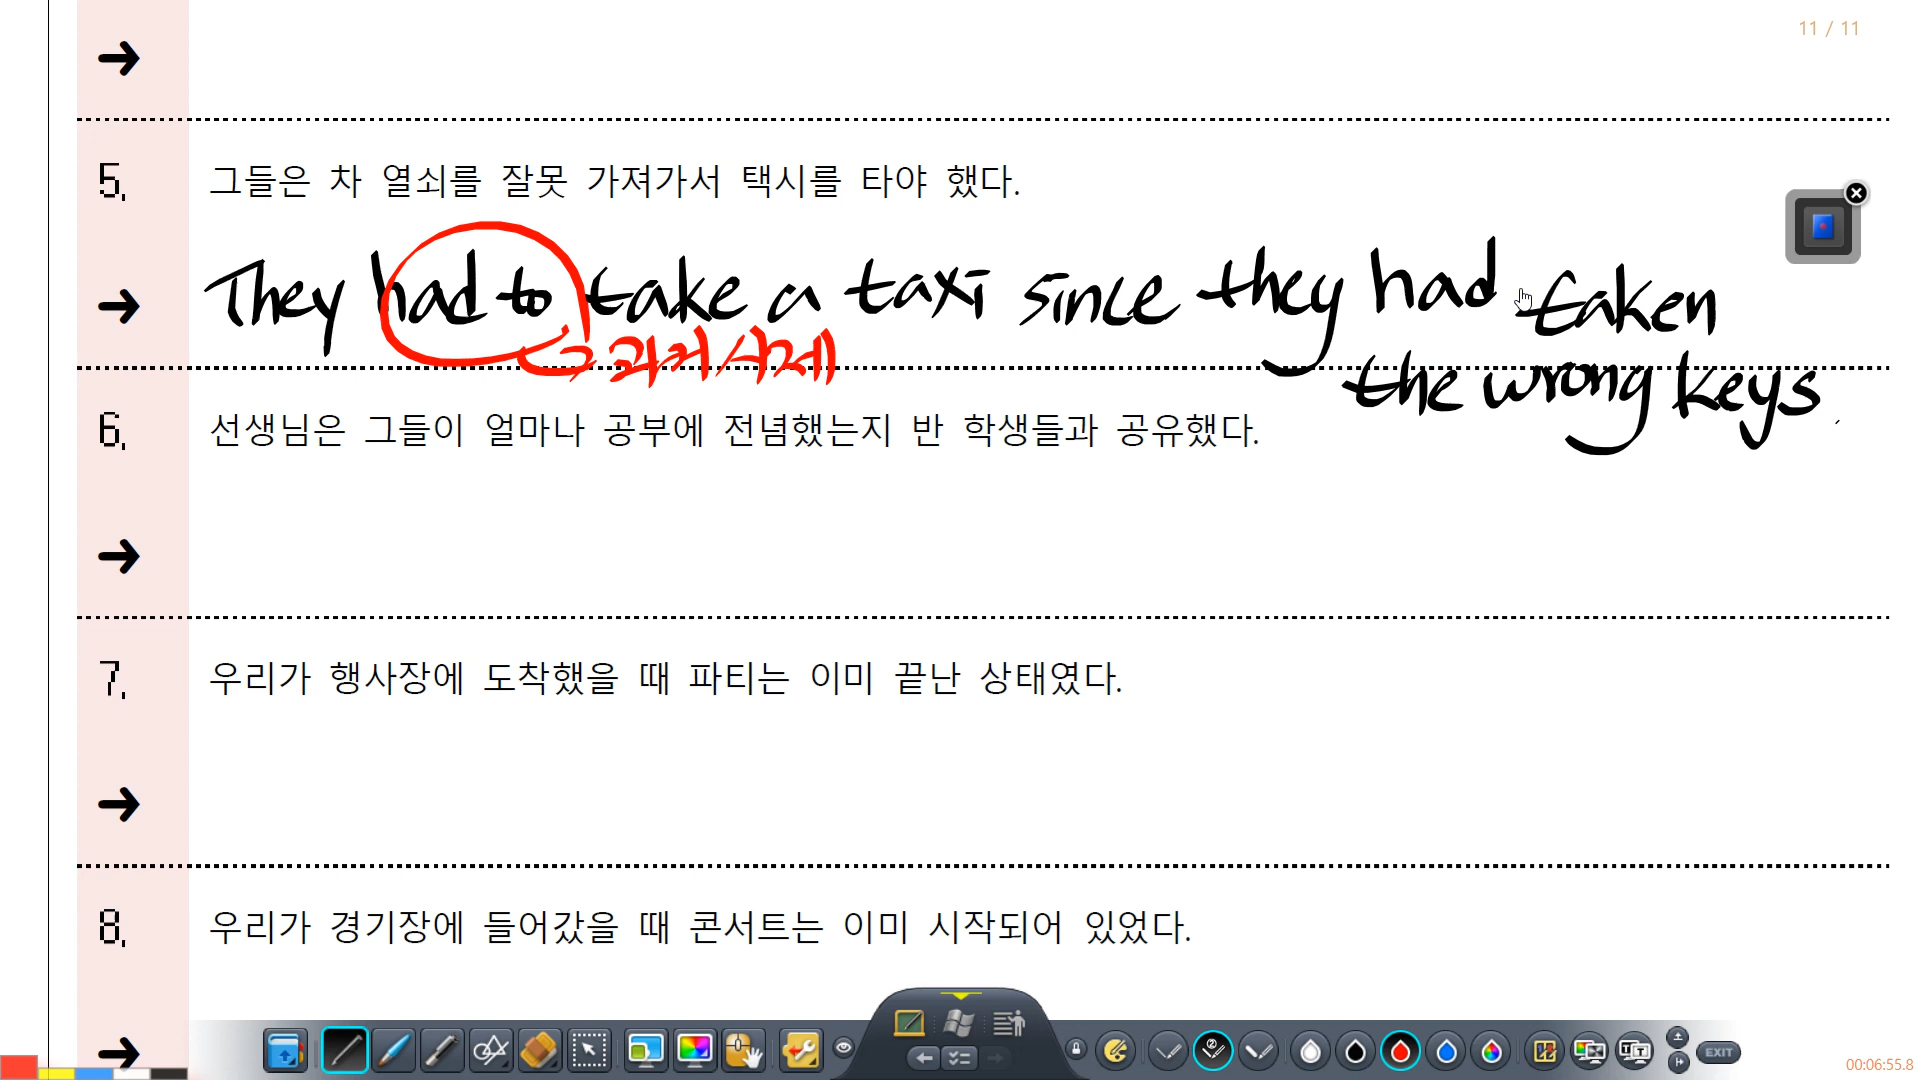 11 / 11
5. 그들은 차 열쇠를 잘못 가져가서 택시를 타야 했다.
They had to take a taxi since they had taken
과거시제
the wrong keys.
6. 선생님은 그들이 얼마나 공부에 전념했는지 반 학생들과 공유했다.
7. 우리가 행사장에 도착했을 때 파티는 이미 끝난 상태였다.
8. 우리가 경기장에 들어갔을 때 콘서트는 이미 시작되어 있었다.
EXIT
00:06:55.8